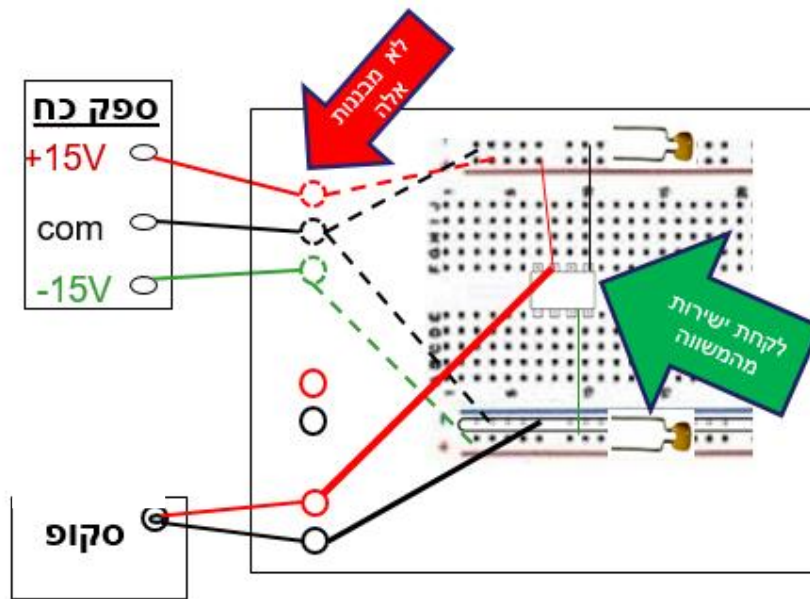 לא מבננות
אלה
ספק כח
+15V
com
-15V
לקחת ישירות
מהמשווה
סקופ